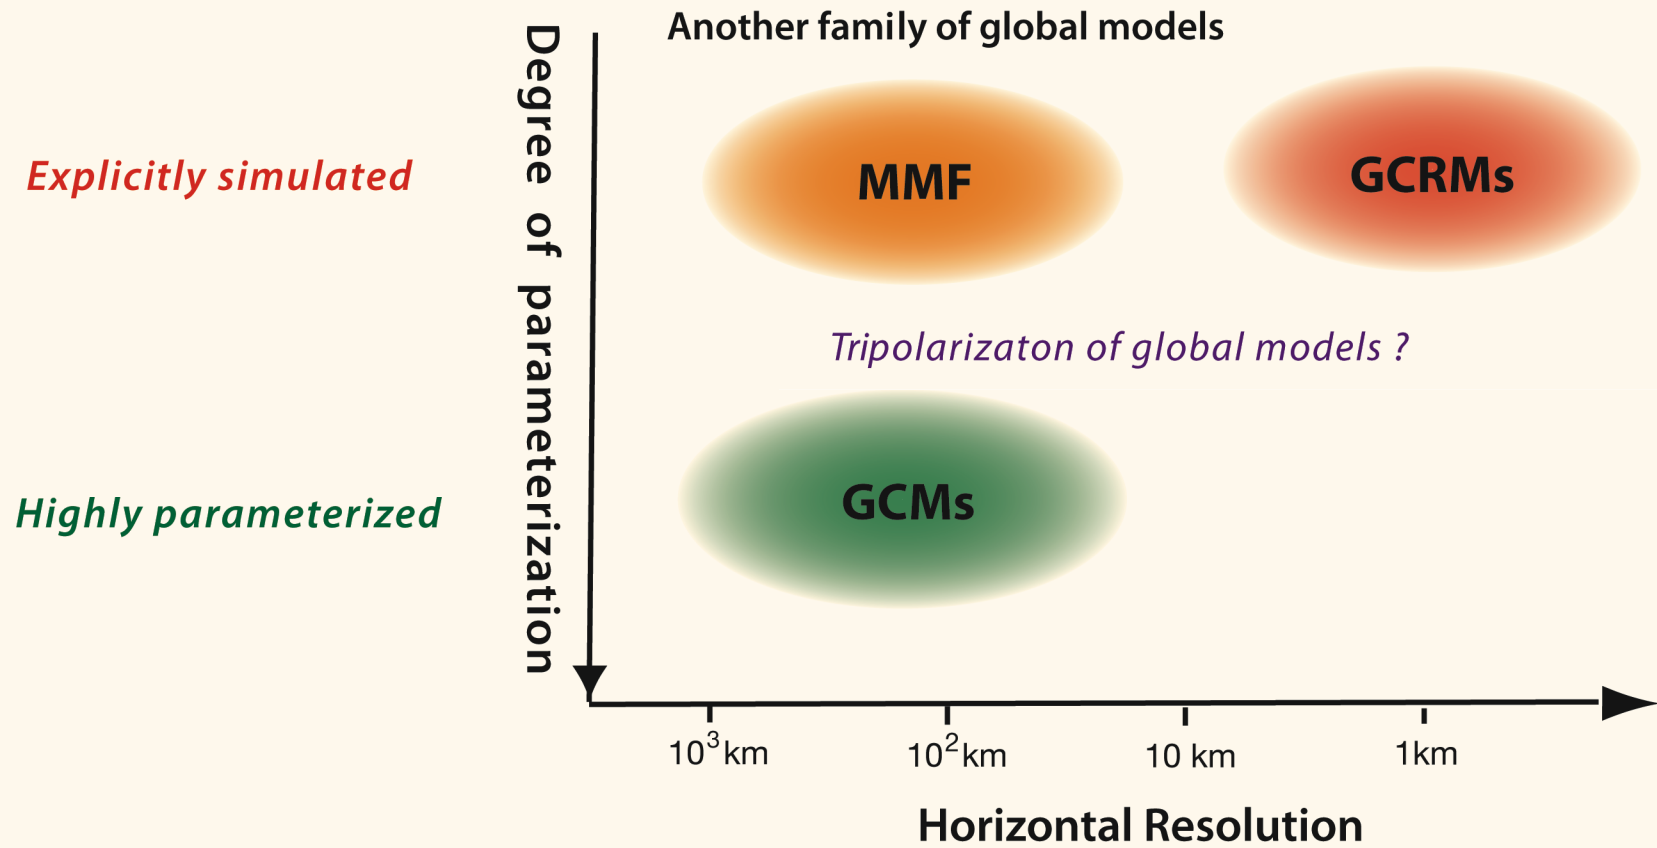 Another family of global models
Degree of parameterization
Explicitly simulated
MMF
GCRMs
Tripolarizaton of global models ?
Highly parameterized
GCMs
10³km
10²km
10 km
1km
Horizontal Resolution